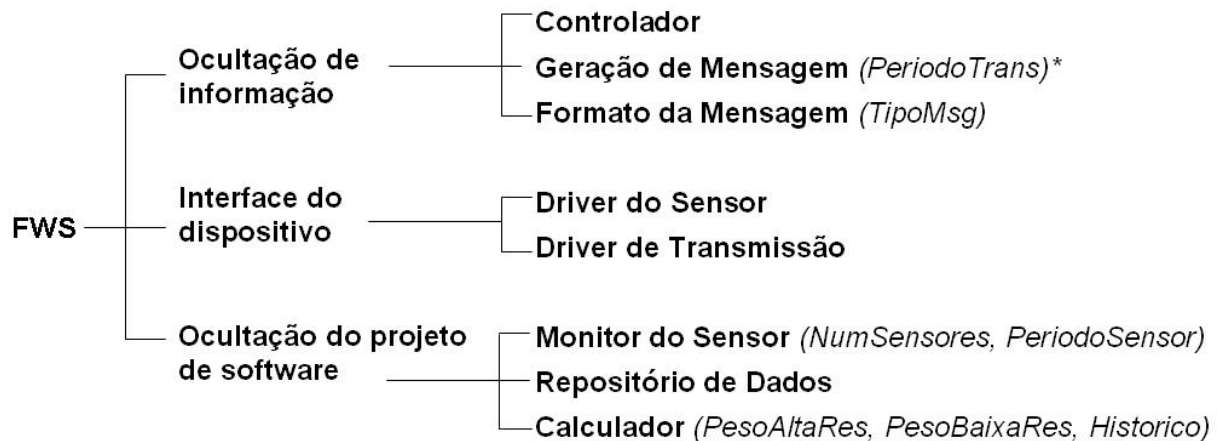 FWS
Ocultação de
informação
Controlador
Geração de Mensagem (PeriodoTrans)*
Formato da Mensagem (TipoMsg)
Interface do
dispositivo
Driver do Sensor
Driver de Transmissão
Ocultação do projeto
de software
Monitor do Sensor (NumSensores, PeriodoSensor)
Repositório de Dados
Calculador (PesoAltaRes, PesoBaixaRes, Historico)